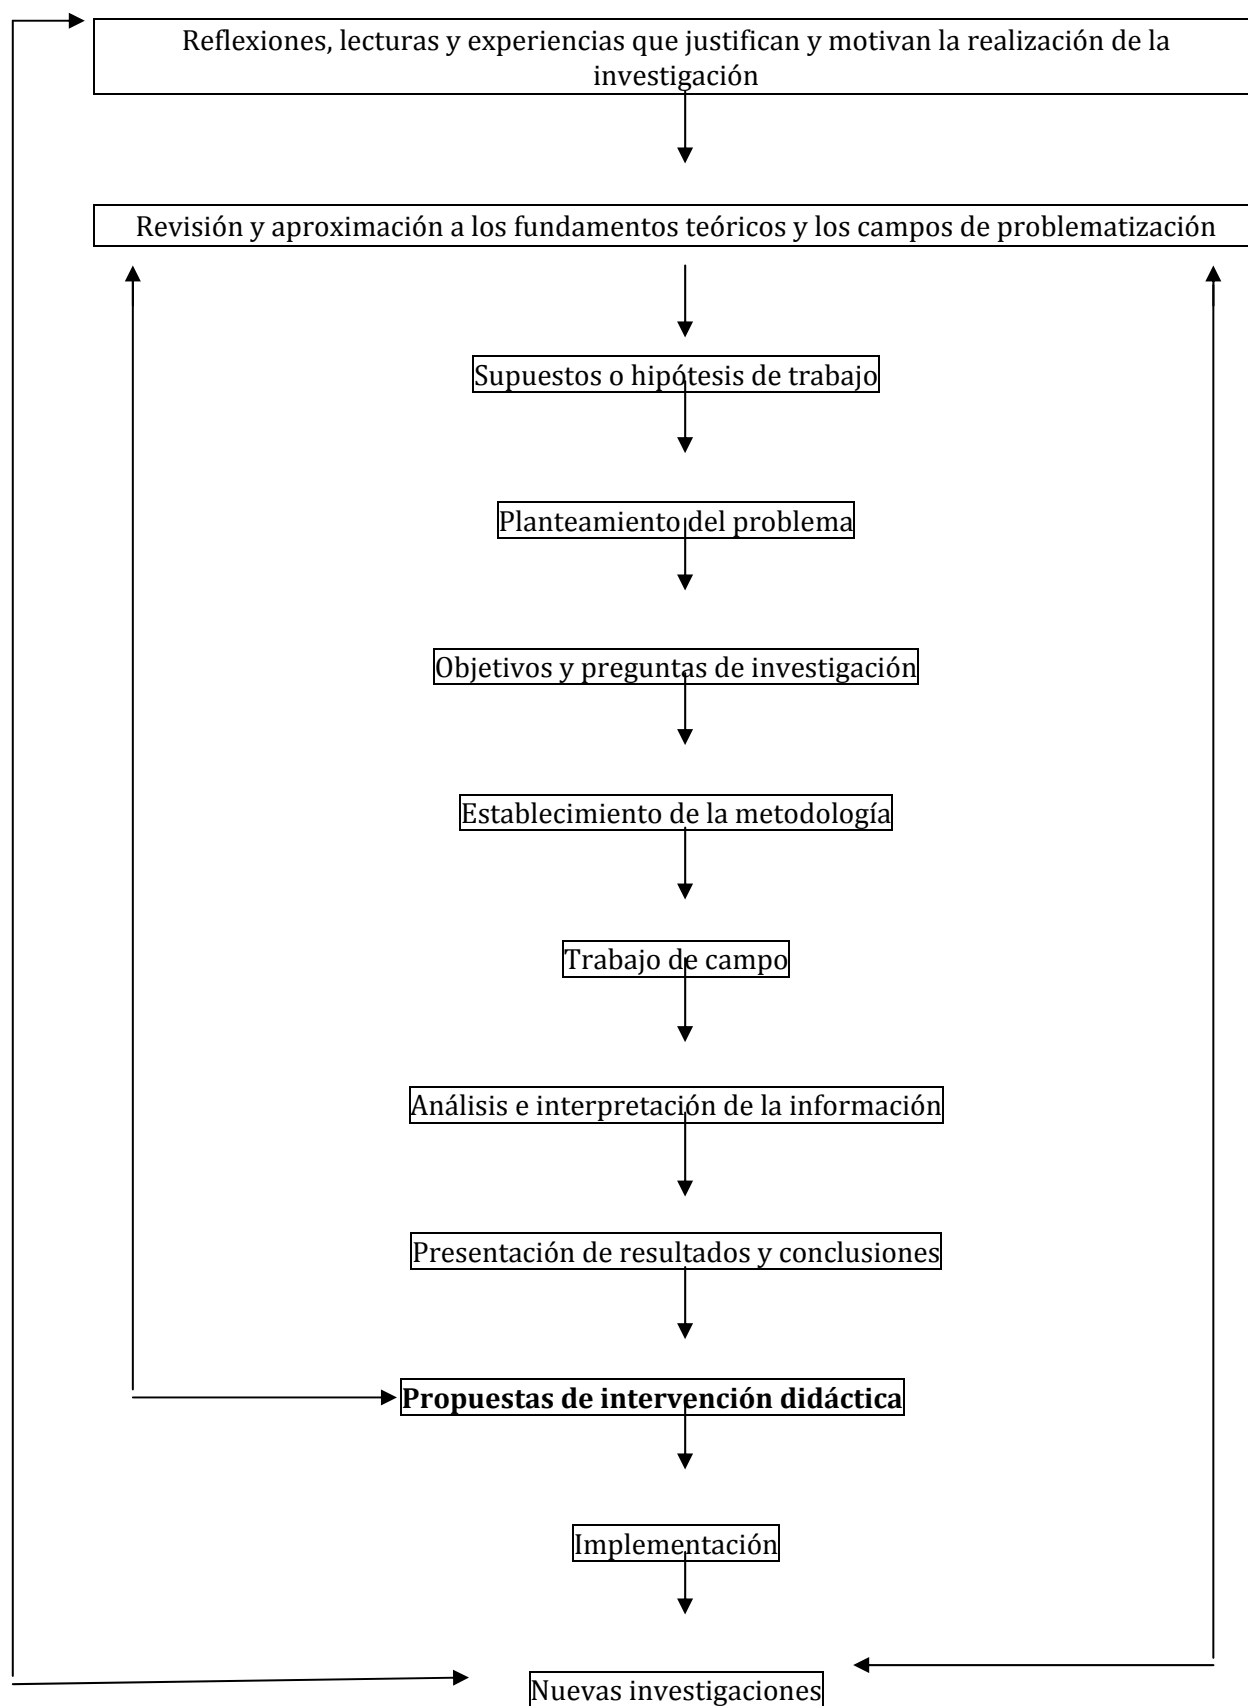 Reflexiones, lecturas y experiencias que justifican y motivan la realización de la
investigación
Revisión y aproximación a los fundamentos teóricos y los campos de problematización
Supuestos o hipótesis de trabajo
Planteamiento del problema
Objetivos y preguntas de investigación
Establecimiento de la metodología
Trabajo de campo
Análisis e interpretación de la información
Presentación de resultados y conclusiones
Propuestas de intervención didáctica
Implementación
Nuevas investigaciones